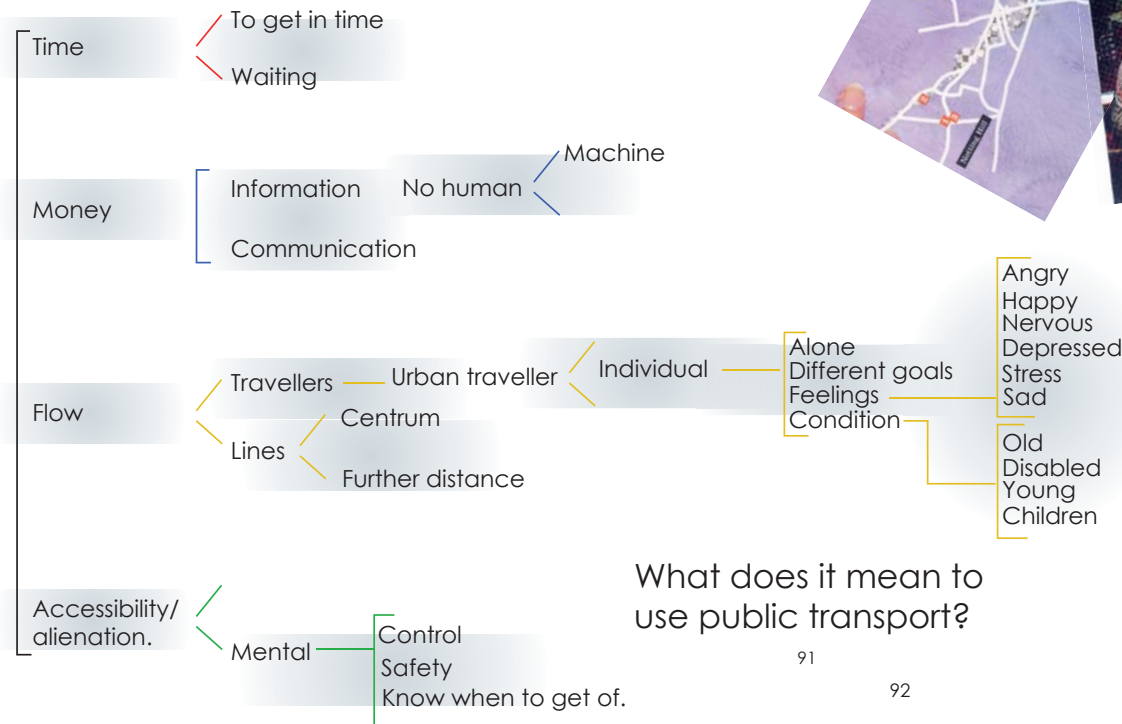 To get in time
Time
Waiting
Machine
Information
No human
Money
Communication
Angry
Happy
Nervous
Depressed
Stress
Sad
Alone
Different goals
Feelings
Condition
Individual
Urban traveller
Travellers
Flow
Centrum
Lines
Further distance
Old
Disabled
Young
Children
What does it mean to
use public transport?
Accessibility/
alienation.
Mental
Control
Safety
Know when to get of.
91
92